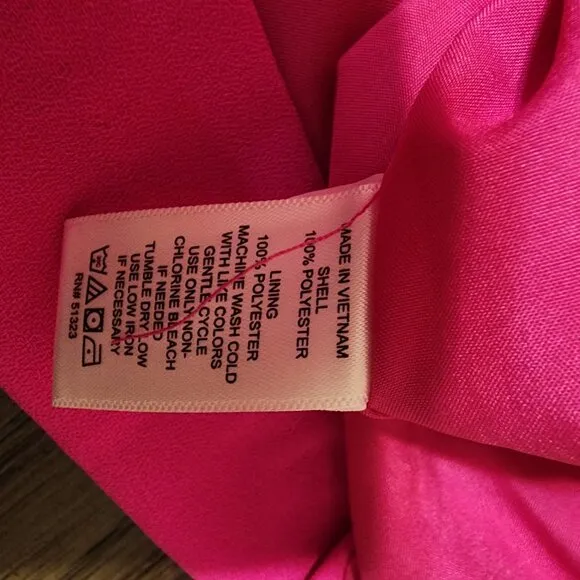 MADE IN VIETNAM
SHELL
100% POLYESTER
LINING
100% POLYESTER
MACHINE WASH COLD
WITH LIKE COLORS
GENTLE CYCLE
USE ONLY NON-
CHLORINE BLEACH
IF NEEDED
TUMBLE DRY LOW
USE LOW IRON
IF NECESSARY
RN# 51323